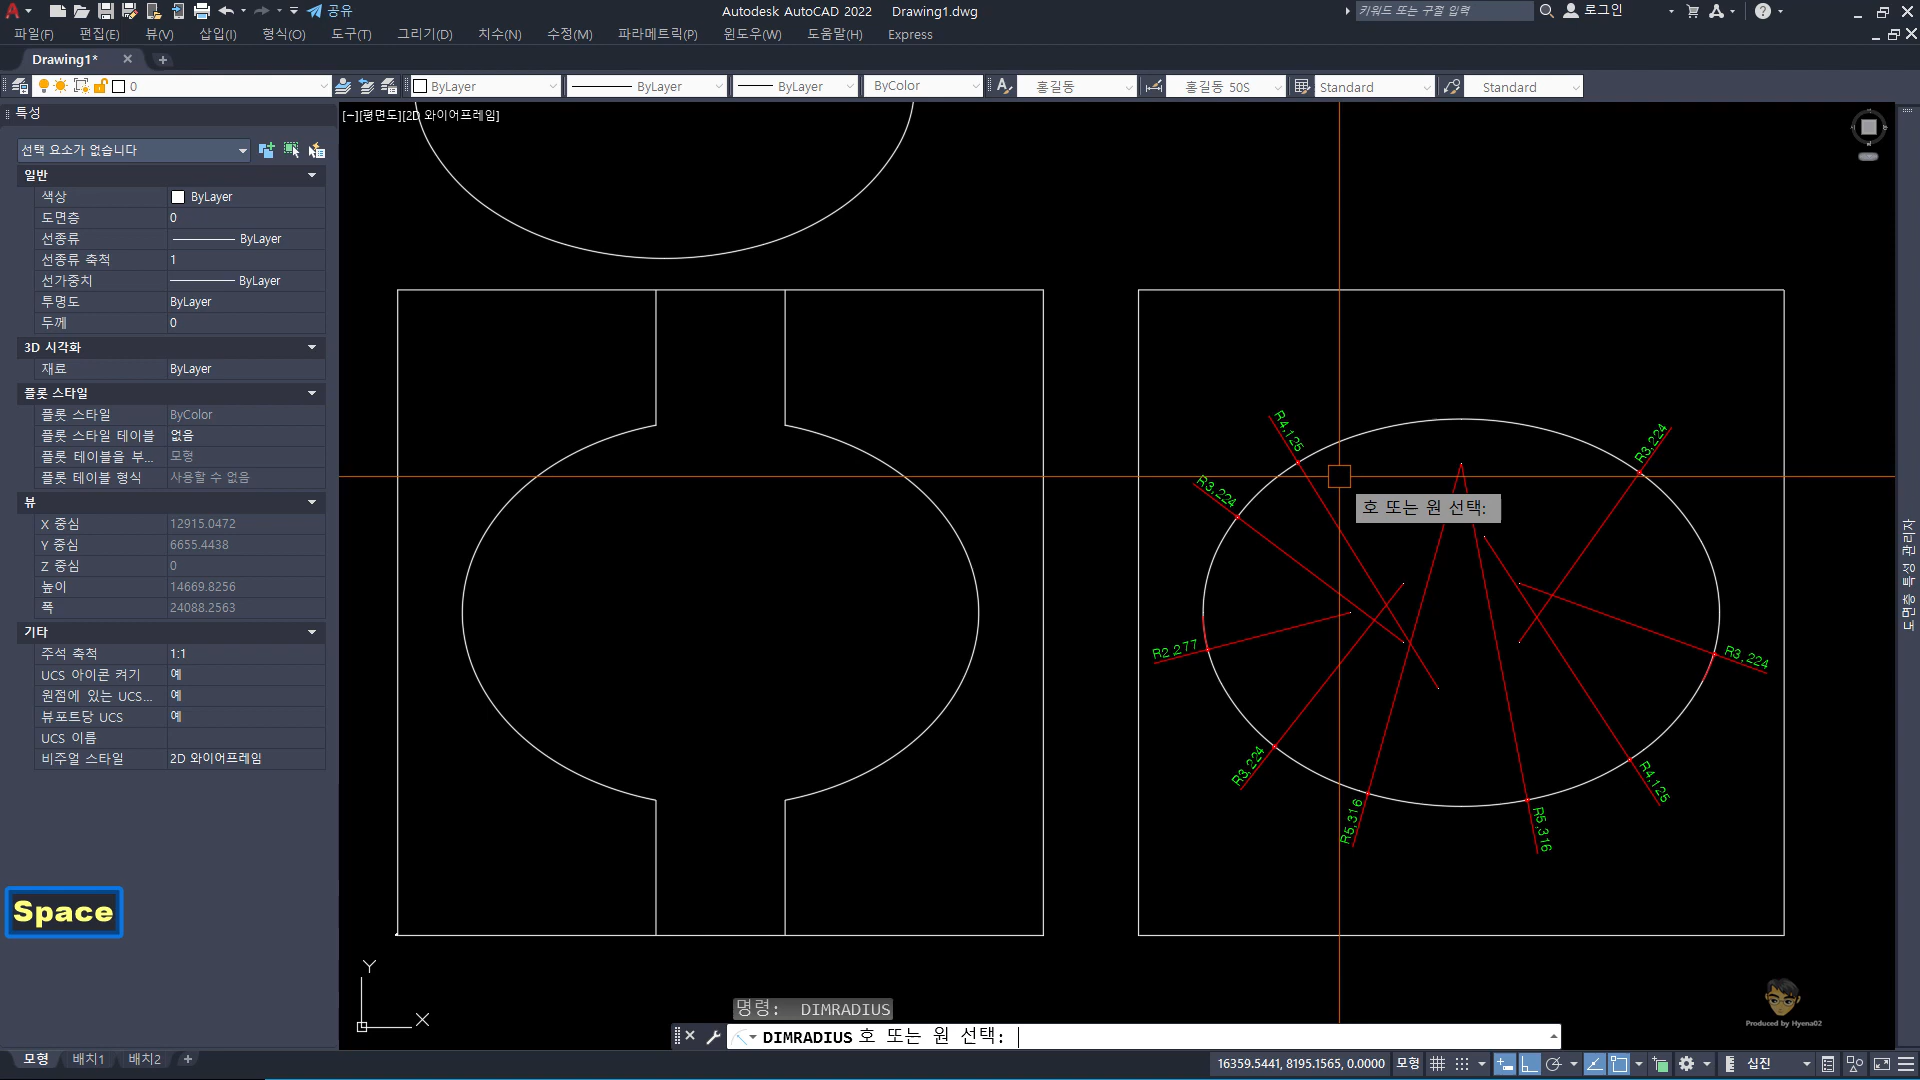 공유
Autodesk AutoCAD 2022 Drawing1.dwg
키워드 또는 구절 입력
로그인
파일(F) 편집(E) 뷰(V) 삽입(I) 형식(O) 도구(T) 그리기(D) 치수(N) 수정(M) 파라메트릭(P) 윈도우(W) 도움말(H) Express
Drawing1*
0 ByLayer ByLayer ByLayer ByColor 홍길동 홍길동 50S Standard Standard
특성
[−][평면도][2D 와이어프레임]
선택 요소가 없습니다
일반
색상 ByLayer
도면층 0
선종류 ByLayer
선종류 축척 1
선가중치 ByLayer
투명도 ByLayer
두께 0
3D 시각화
재료 ByLayer
플롯 스타일
플롯 스타일 ByColor
플롯 스타일 테이블 없음
플롯 테이블을 부... 모형
플롯 테이블 형식 사용할 수 없음
뷰
X 중심 12915.0472
Y 중심 6655.4438
Z 중심 0
높이 14669.8256
폭 24088.2563
기타
주석 축척 1:1
UCS 아이콘 켜기 예
원점에 있는 UCS... 예
뷰포트당 UCS 예
UCS 이름
비주얼 스타일 2D 와이어프레임
R4,125
R3,224
R3,224
호 또는 원 선택:
R2,277
R3,224
R3,224
R4,125
R5,316
R5,316
도면층 특성 관리자
Space
Y
X
Produced by Hyena02
명령: DIMRADIUS
DIMRADIUS 호 또는 원 선택:
모형 배치1 배치2
16359.5441, 8195.1565, 0.0000 모형 십진